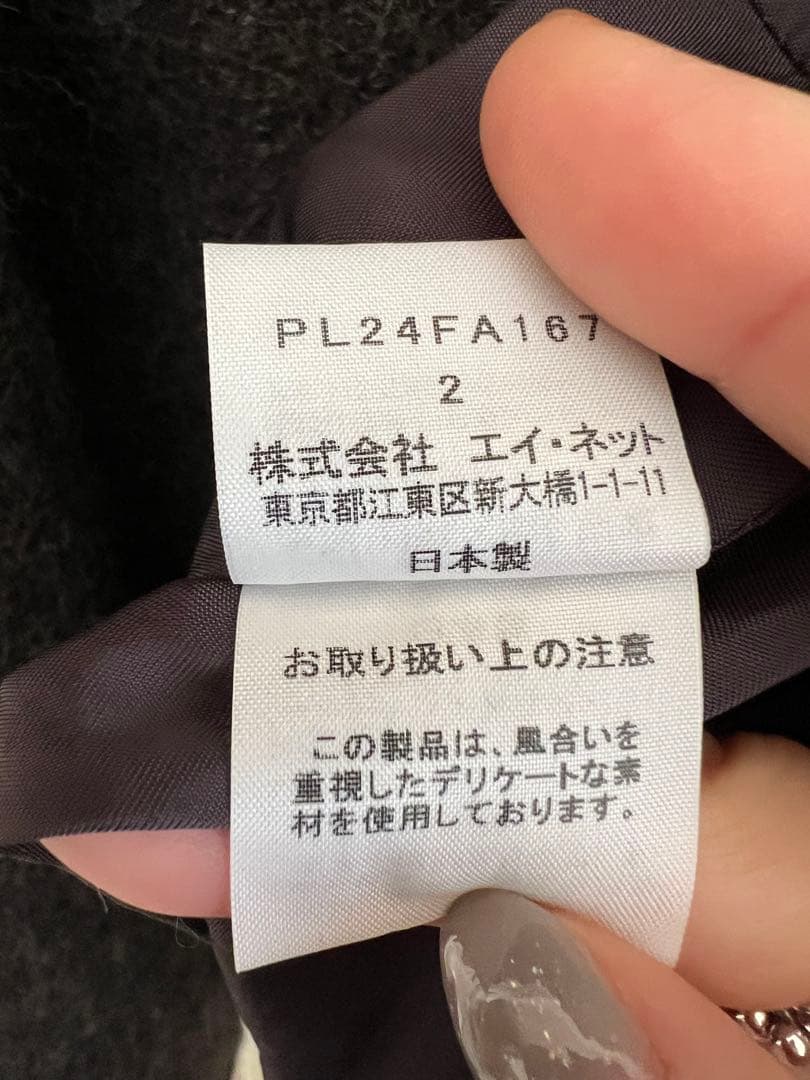 PL24FA167
2
株式会社 エイ・ネット
東京都江東区新大橋1-1-11
日本製
お取り扱い上の注意
この製品は、風合いを
重視したデリケートな素
材を使用しております。